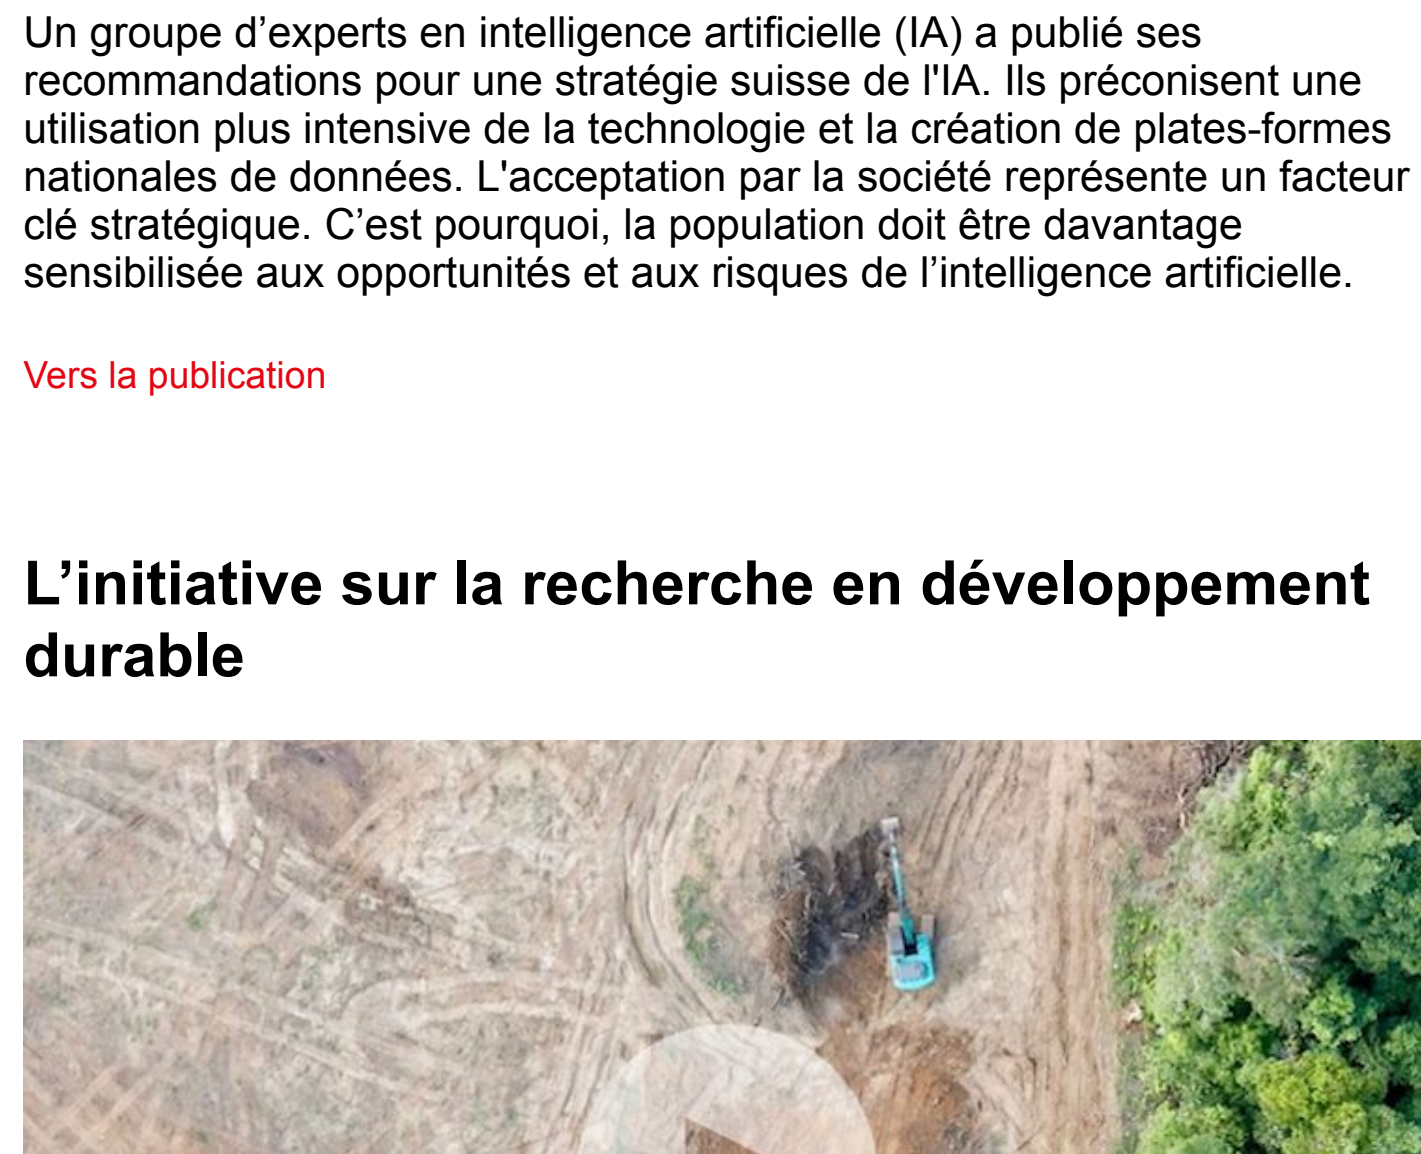 Un groupe d’experts en intelligence artificielle (IA) a publié ses
recommandations pour une stratégie suisse de l'IA. Ils préconisent une
utilisation plus intensive de la technologie et la création de plates-formes
nationales de données. L'acceptation par la société représente un facteur
clé stratégique. C’est pourquoi, la population doit être davantage
sensibilisée aux opportunités et aux risques de l’intelligence artificielle.
Vers la publication
L’initiative sur la recherche en développement
durable